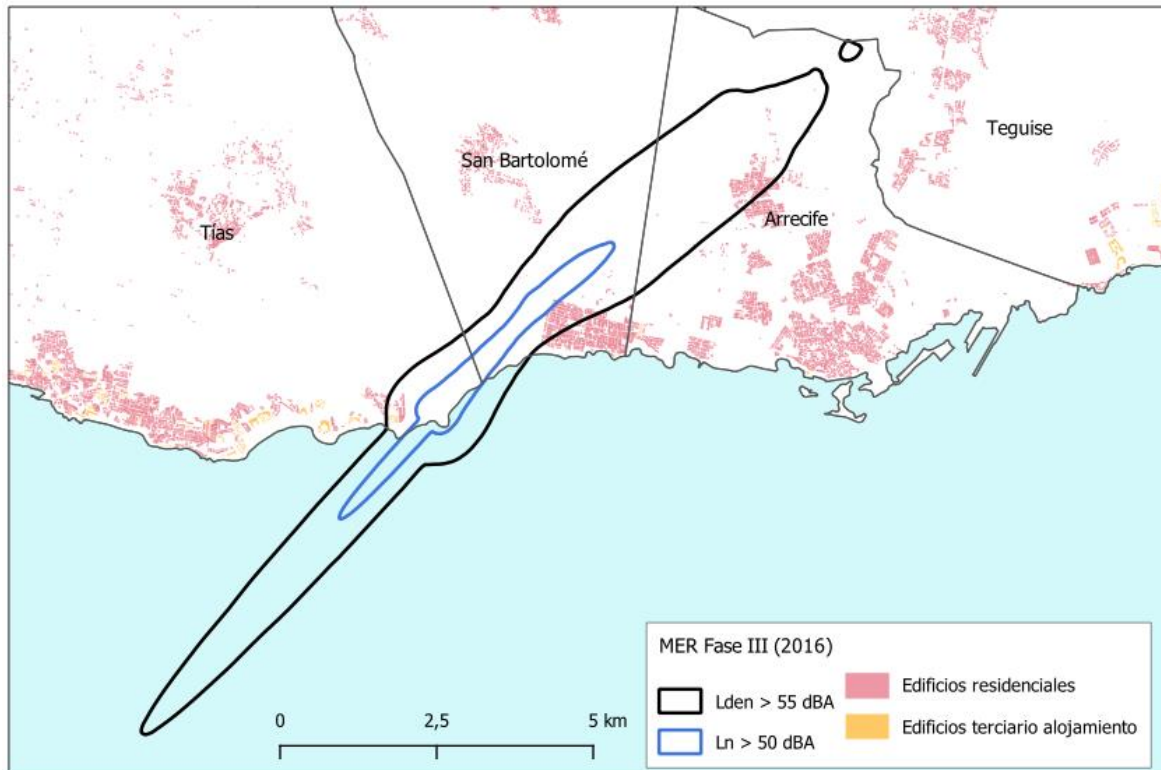 Teguise
San Bartolomé
Tías
Arrecife
MER Fase III (2016)
Lden > 55 dBA
Ln > 50 dBA
Edificios residenciales
Edificios terciario alojamiento
0 2,5 5 km